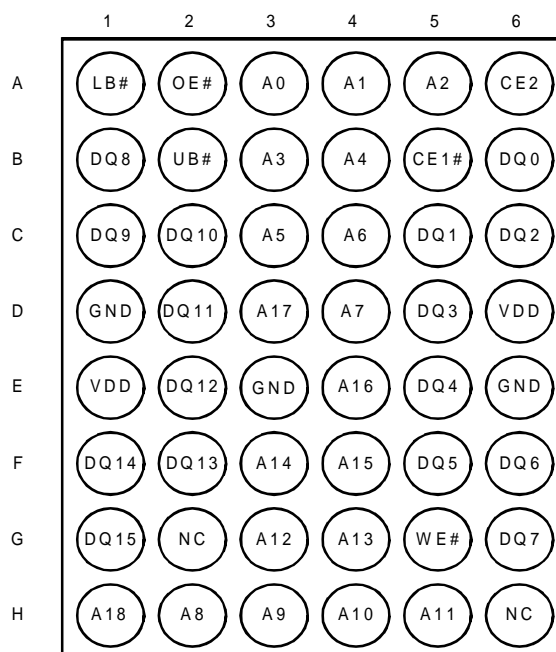 1 2 3 4 5 6
A LB# OE# A0 A1 A2 CE2
B DQ8 UB# A3 A4 CE1# DQ0
C DQ9 DQ10 A5 A6 DQ1 DQ2
D GND DQ11 A17 A7 DQ3 VDD
E VDD DQ12 GND A16 DQ4 GND
F DQ14 DQ13 A14 A15 DQ5 DQ6
G DQ15 NC A12 A13 WE# DQ7
H A18 A8 A9 A10 A11 NC